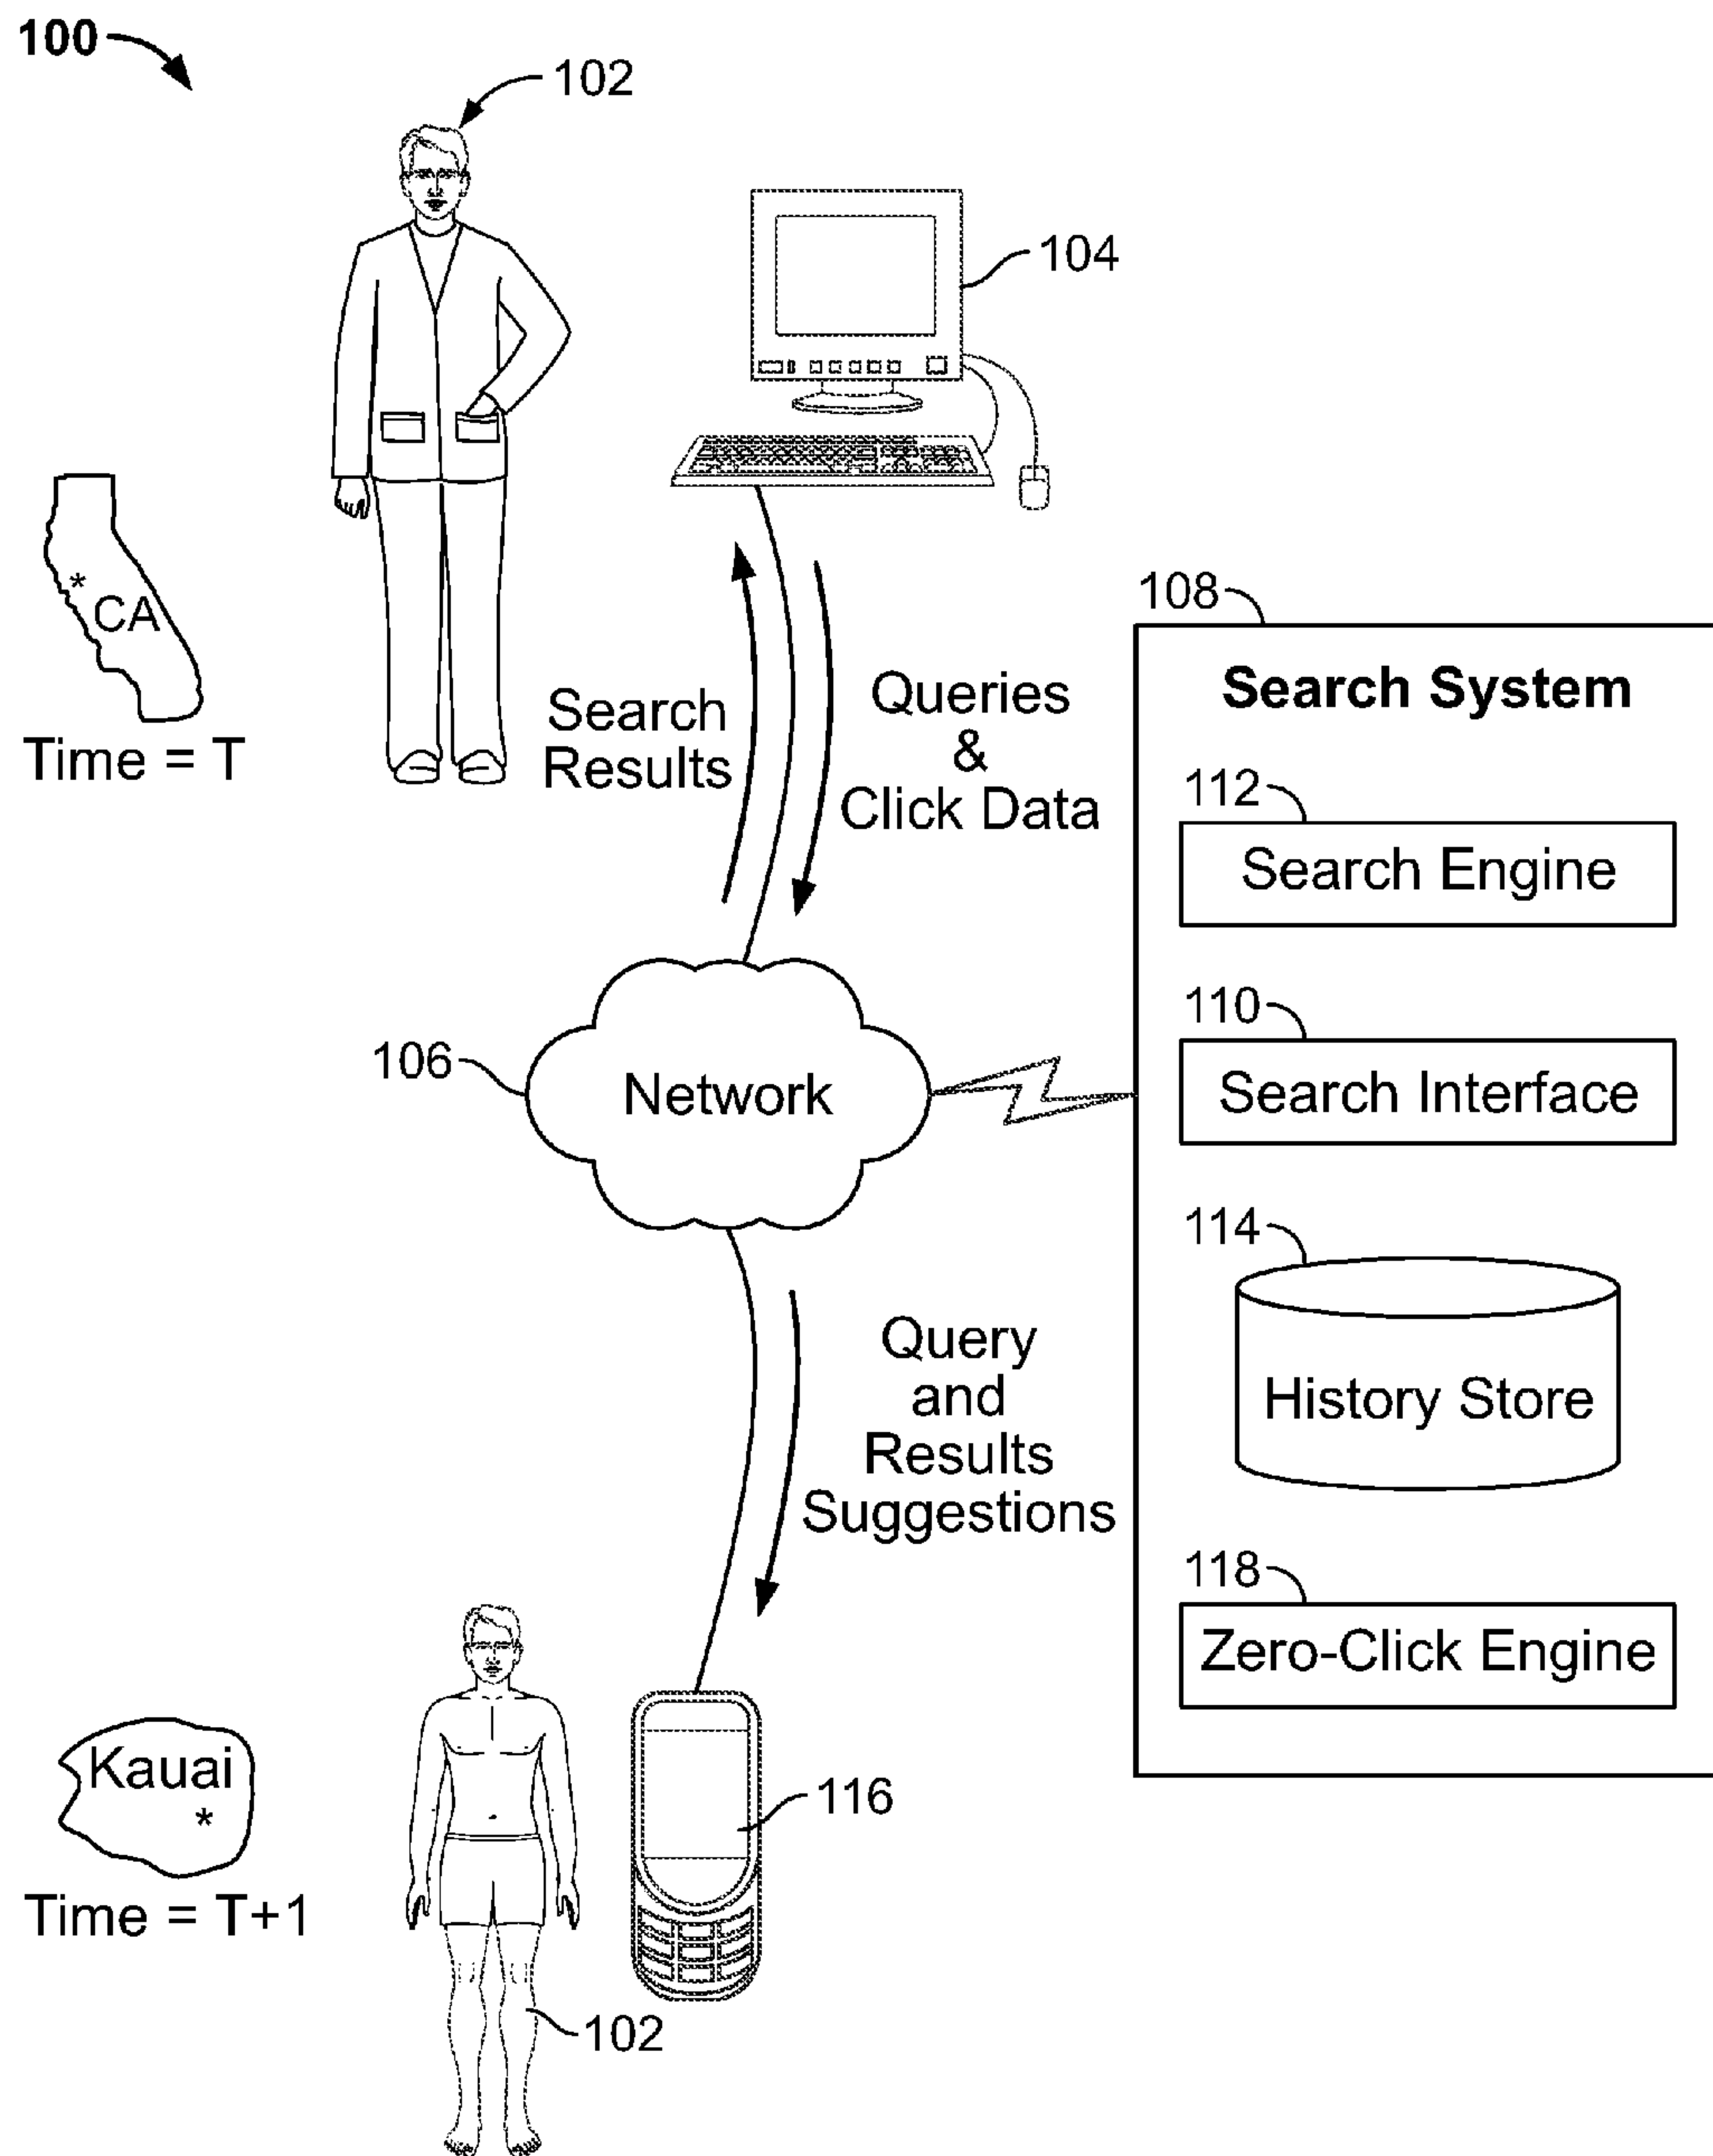 100
102
104
*
CA
Time = T
Search
Results
Queries
&
Click Data
108
Search System
112
Search Engine
110
Search Interface
114
History Store
118
Zero-Click Engine
106
Network
Query
and
Results
Suggestions
Kauai
*
Time = T+1
116
102